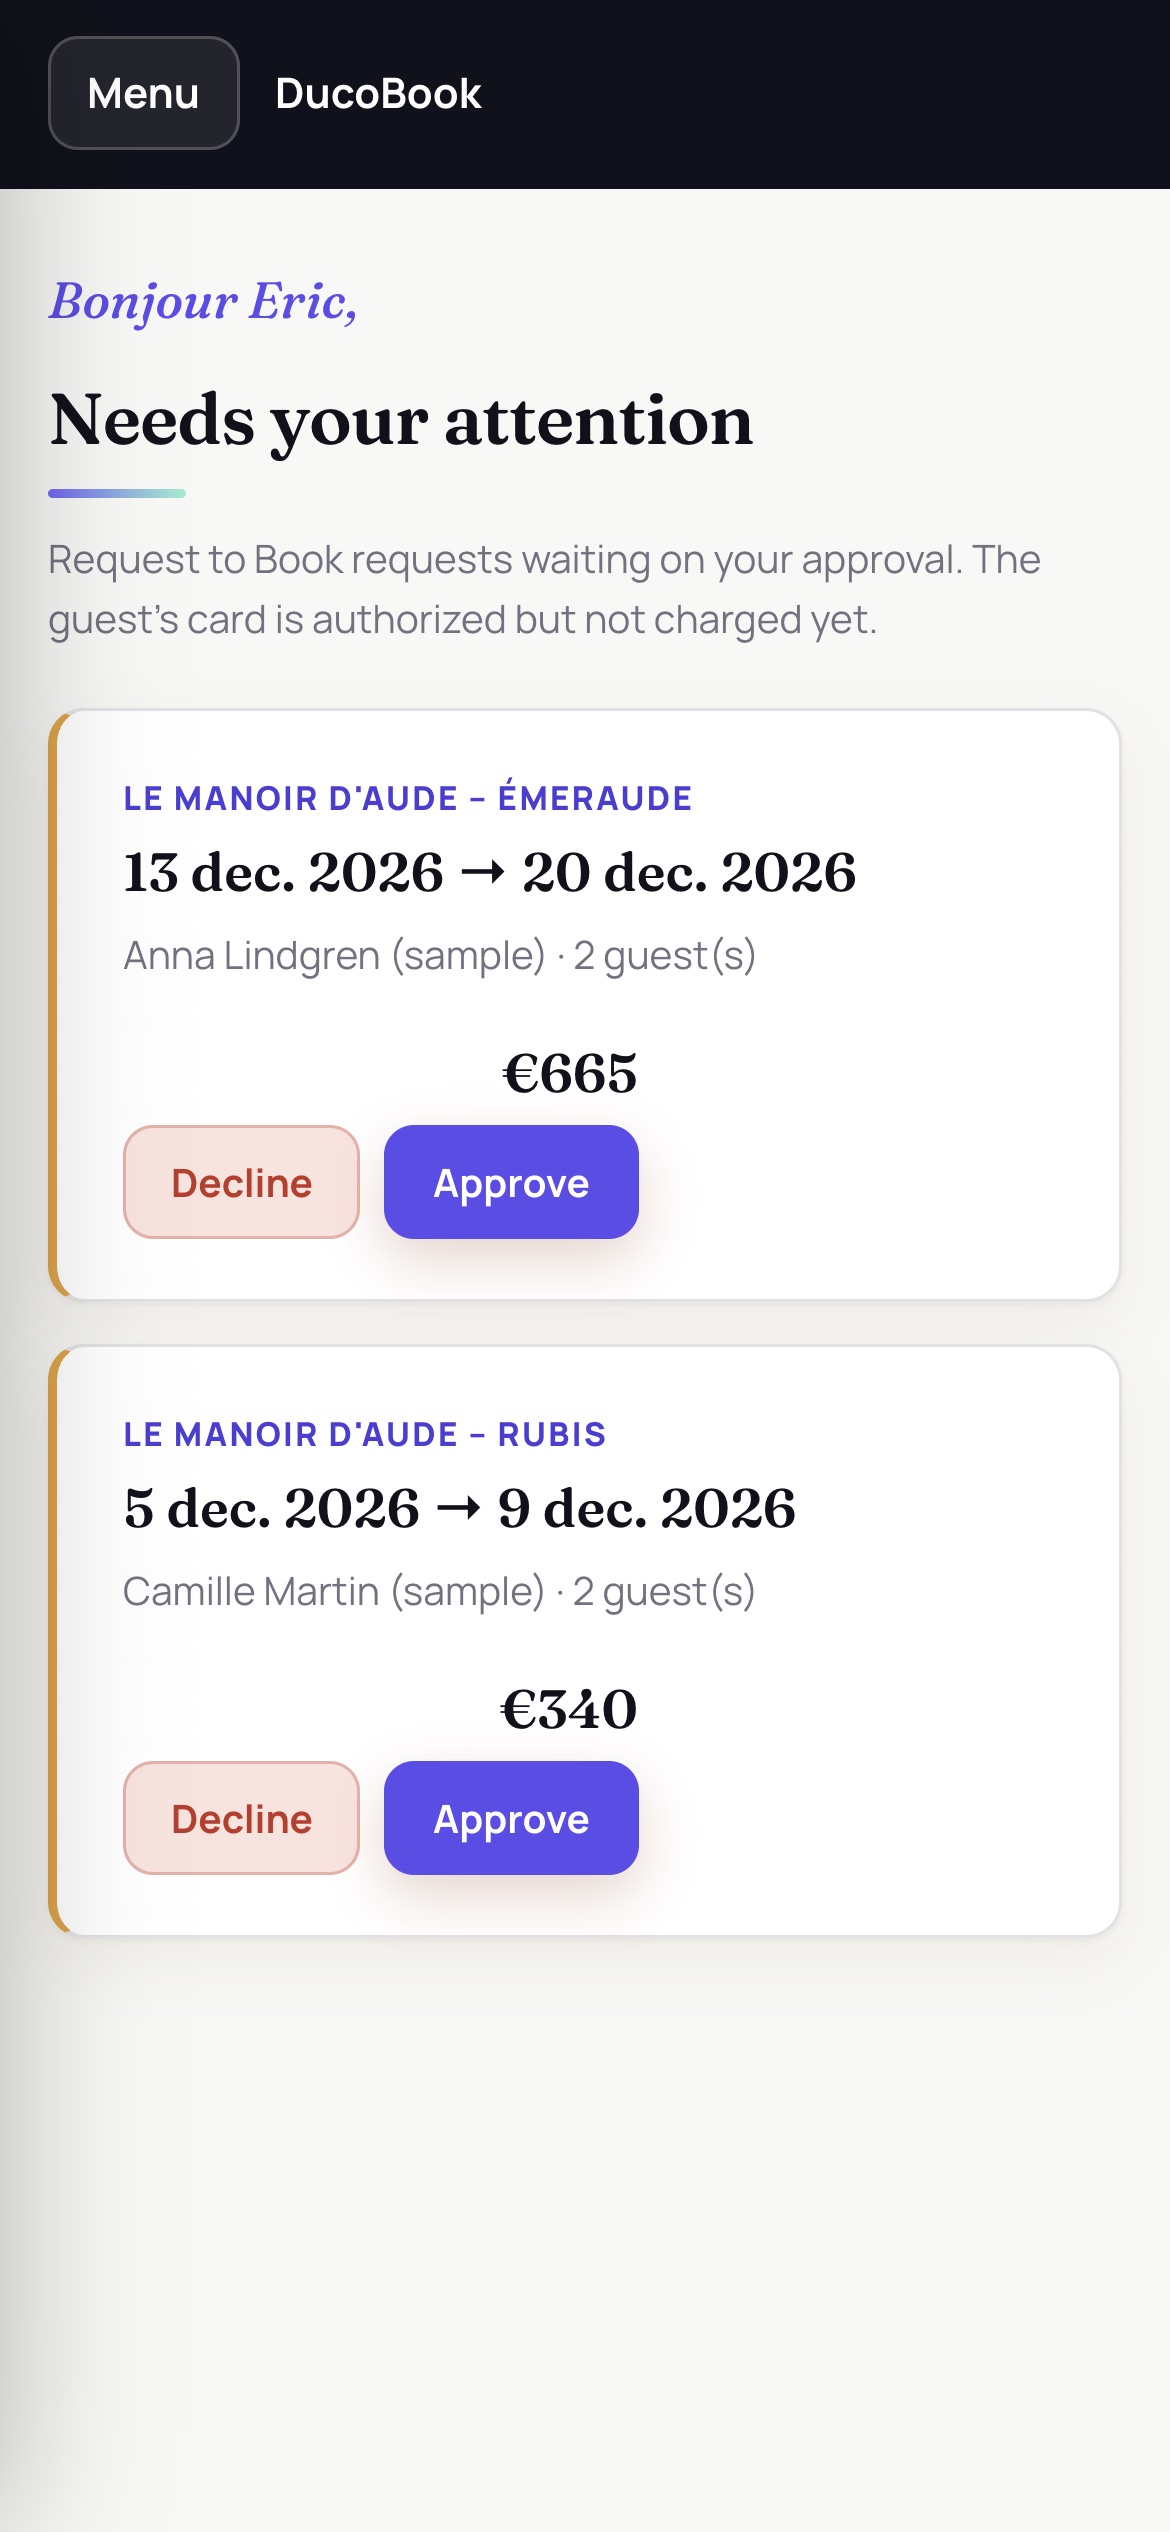 Menu
DucoBook
Bonjour Eric,
Needs your attention
Request to Book requests waiting on your approval. The
guest's card is authorized but not charged yet.
LE MANOIR D'AUDE – ÉMERAUDE
13 dec. 2026 → 20 dec. 2026
Anna Lindgren (sample) · 2 guest(s)
€665
Decline
Approve
LE MANOIR D'AUDE – RUBIS
5 dec. 2026 → 9 dec. 2026
Camille Martin (sample) · 2 guest(s)
€340
Decline
Approve